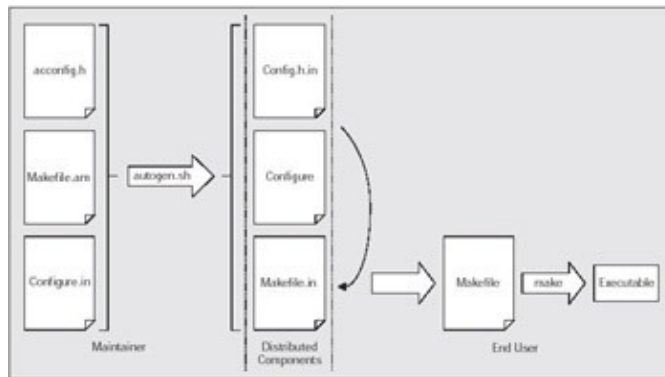 acconfig.h
Config.h.in
Makefile.am
autogen.sh
Configure
Configure.in
Makefile.in
Makefile
make
Executable
Maintainer
Distributed
Components
End User